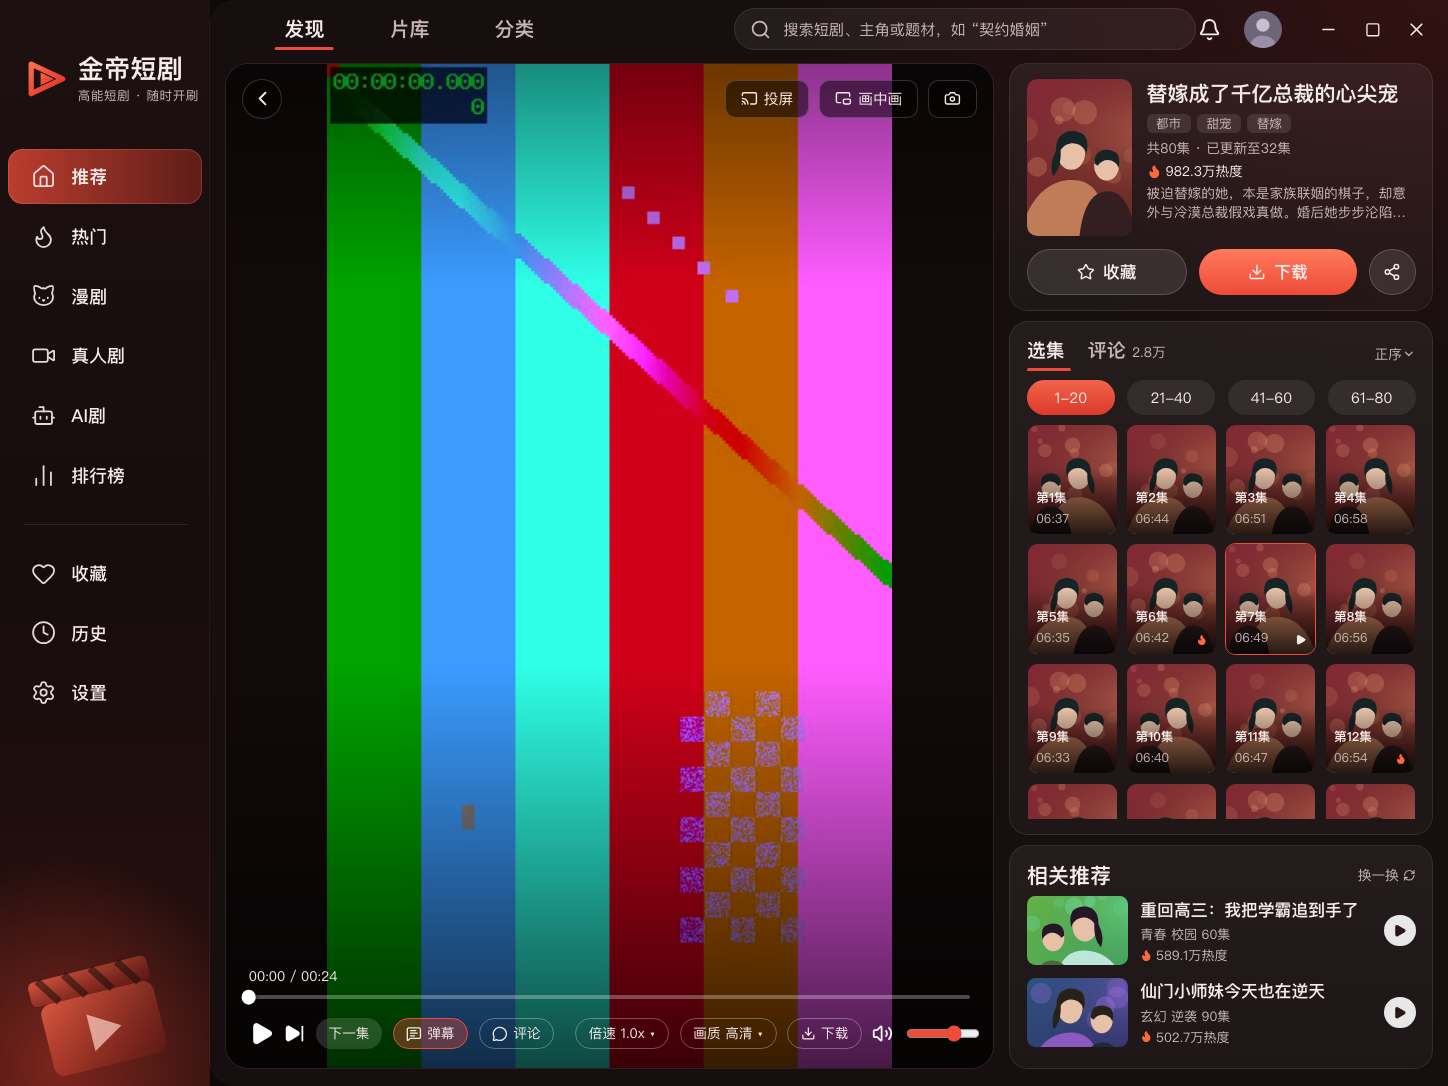 金帝短剧
高能短剧 · 随时开刷
推荐
热门
漫剧
真人剧
AI剧
排行榜
收藏
历史
设置
发现 片库 分类
搜索短剧、主角或题材，如 “契约婚姻”
00:00:00.000
0
投屏 画中画
00:00 / 00:24
下一集 弹幕 评论 倍速 1.0x 画质 高清 下载
替嫁成了千亿总裁的心尖宠
都市 甜宠 替嫁
共80集 · 已更新至32集
982.3万热度
被迫替嫁的她，本是家族联姻的棋子，却意
外与冷漠总裁假戏真做。婚后她步步沦陷...
收藏 下载
选集 评论 2.8万 正序
1–20 21–40 41–60 61–80
第1集 第2集 第3集 第4集
06:37 06:44 06:51 06:58
第5集 第6集 第7集 第8集
06:35 06:42 06:49 06:56
第9集 第10集 第11集 第12集
06:33 06:40 06:47 06:54
相关推荐 换一换
重回高三：我把学霸追到手了
青春 校园 60集
589.1万热度
仙门小师妹今天也在逆天
玄幻 逆袭 90集
502.7万热度